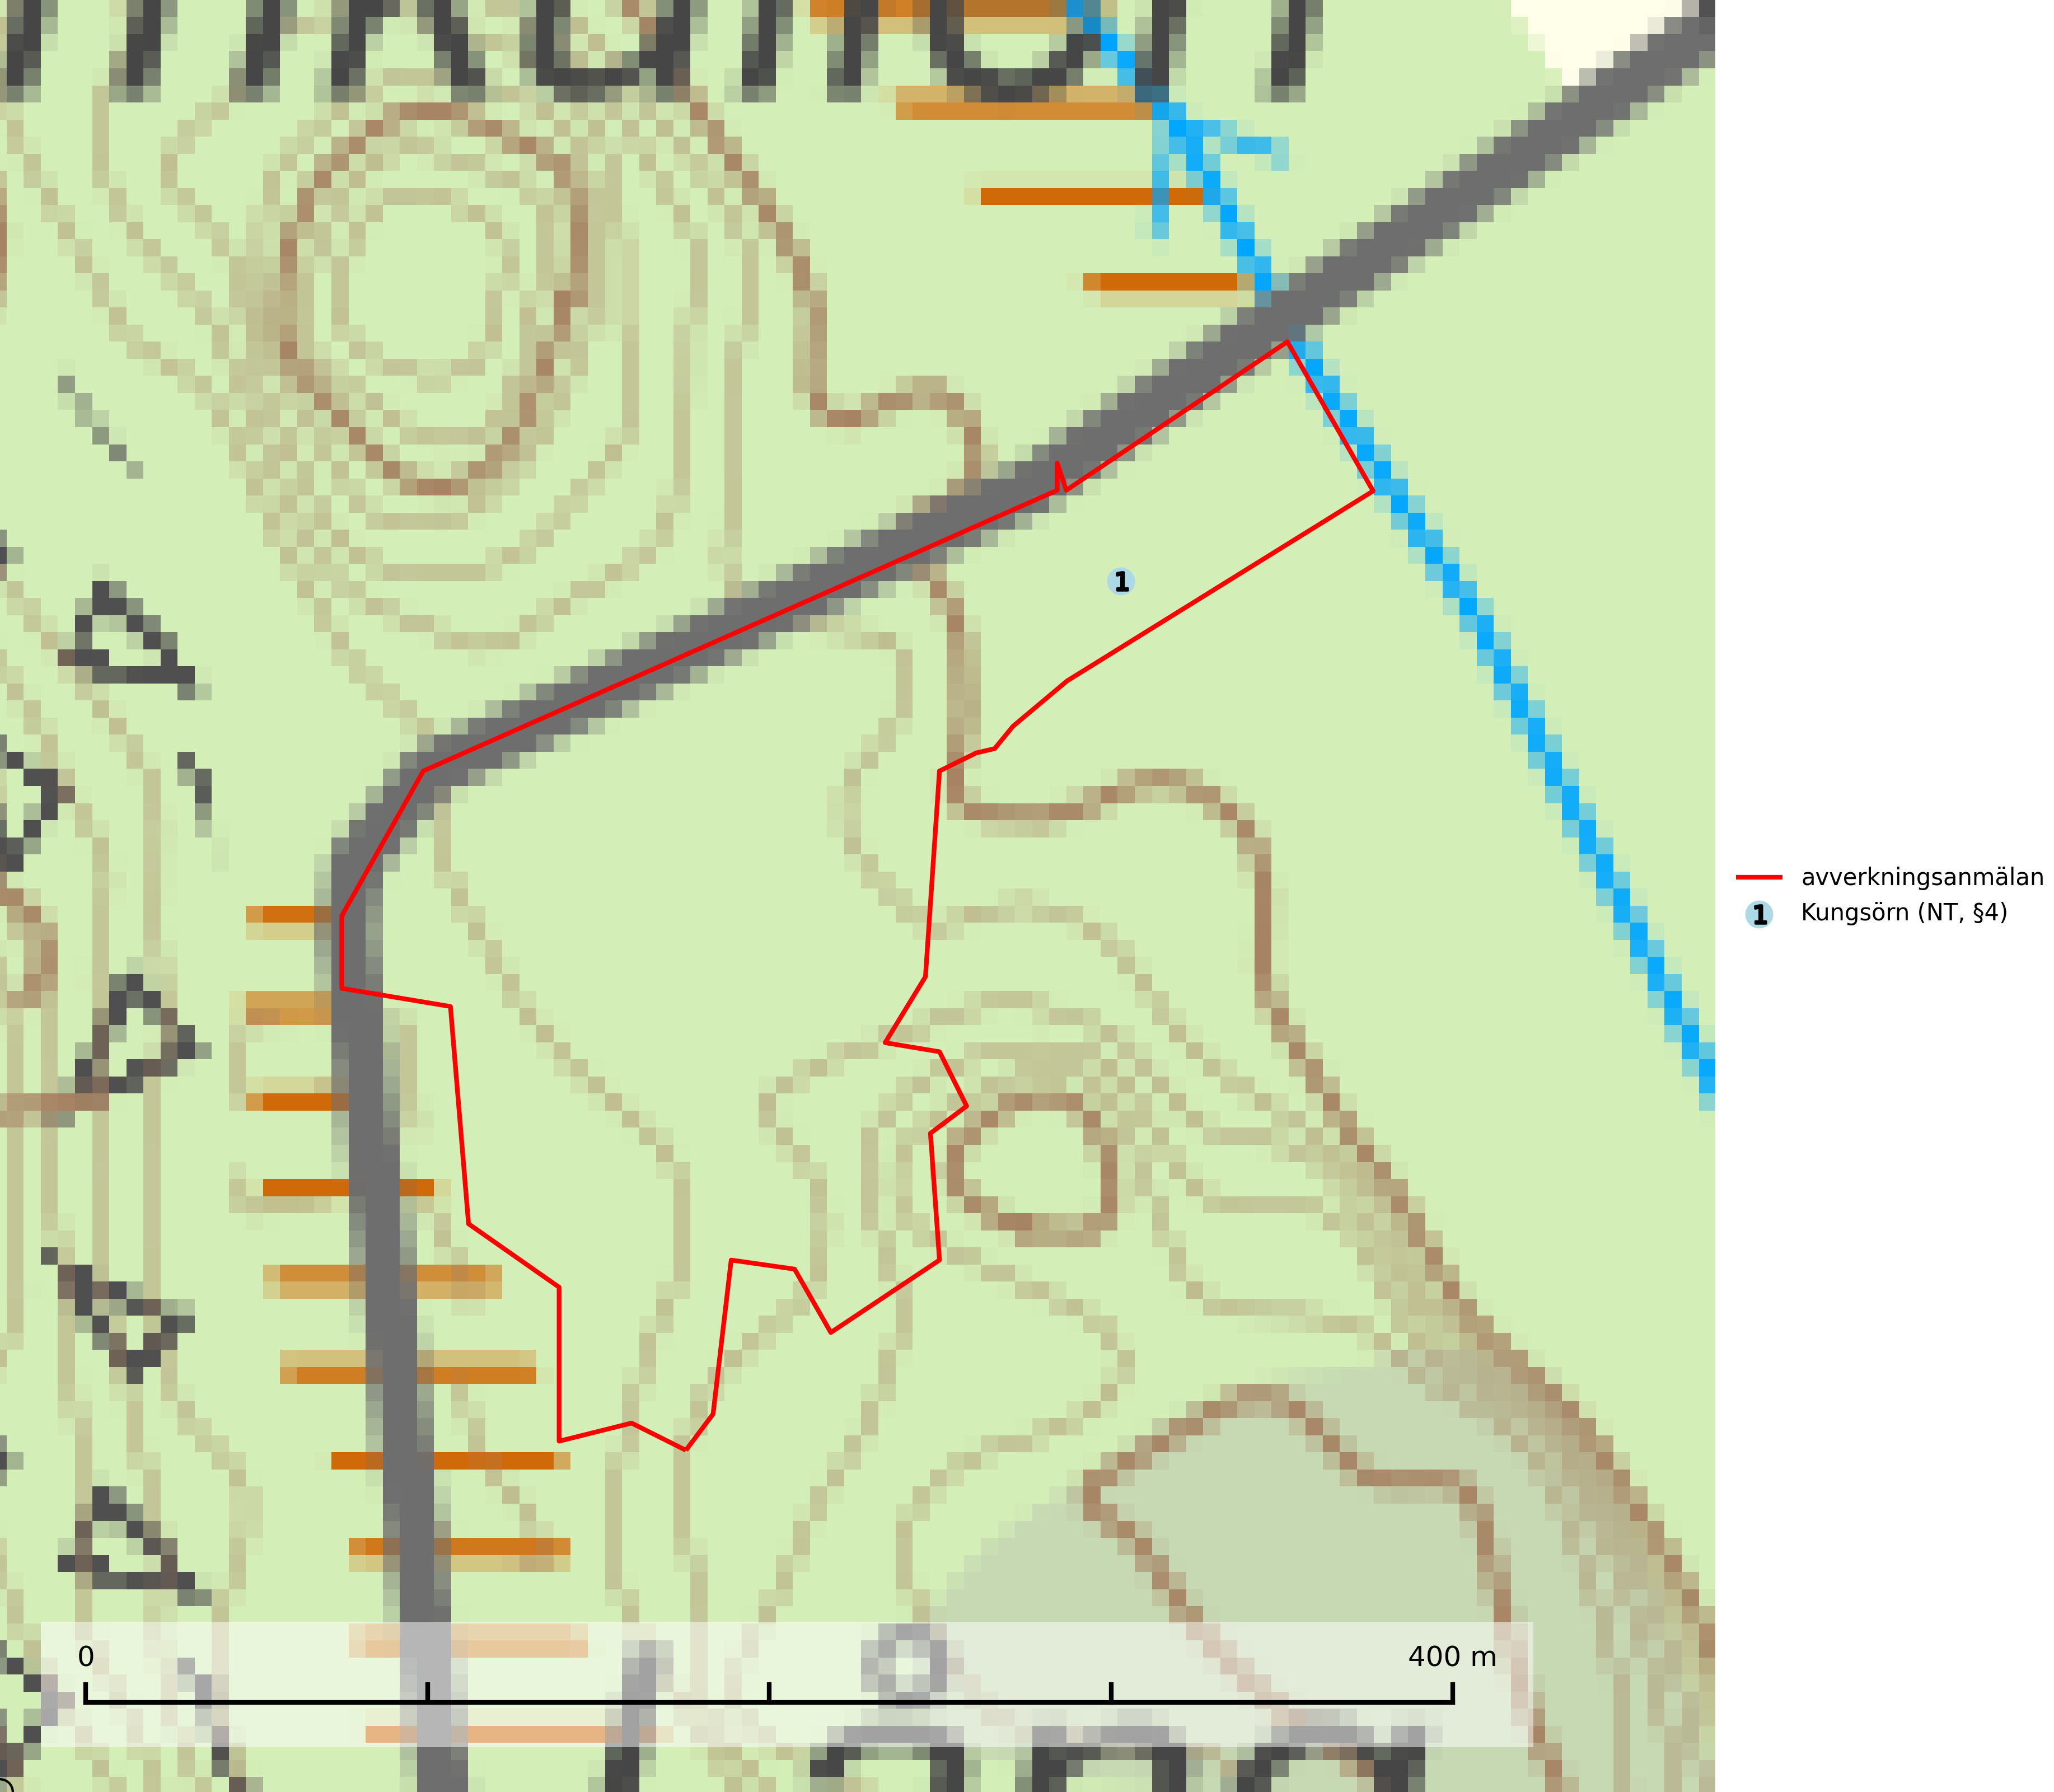 1
avverkningsanmälan
1 Kungsörn (NT, §4)
0 400 m